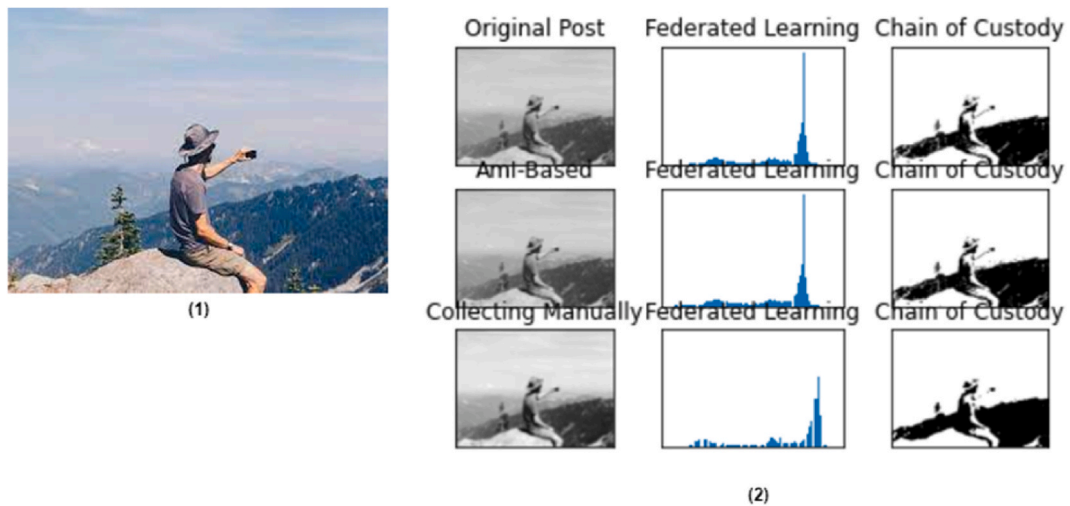 Original Post Federated Learning Chain of Custody
AmI-Based Federated Learning Chain of Custody
Collecting Manually Federated Learning Chain of Custody
(1)
(2)